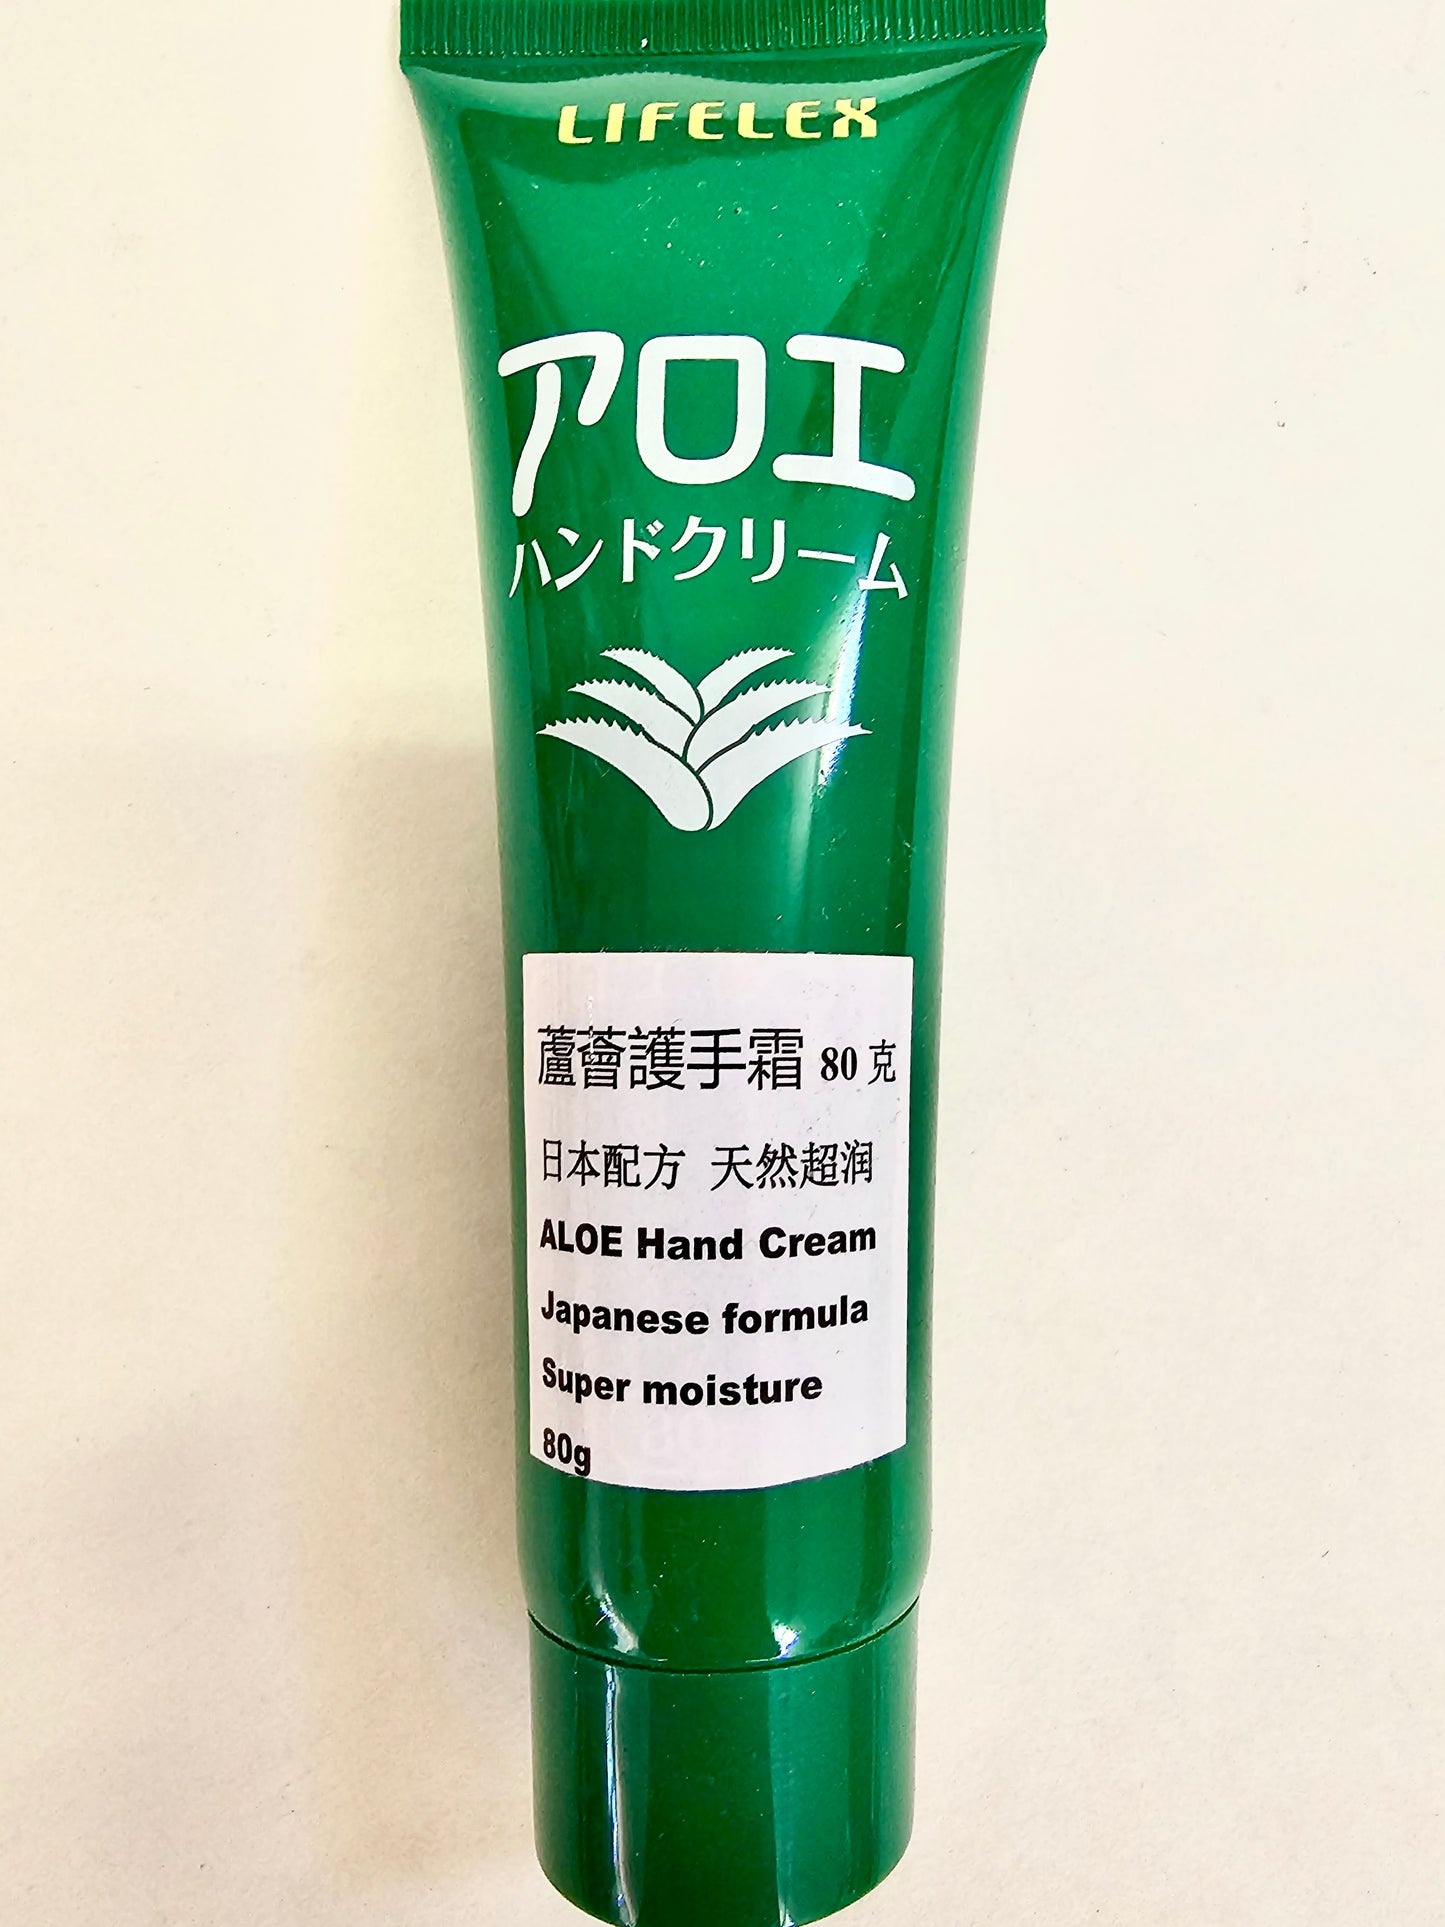 LIFELEX
アロエ
ハンドクリーム
蘆薈護手霜 80 克
日本配方 天然超润
ALOE Hand Cream
Japanese formula
Super moisture
80g